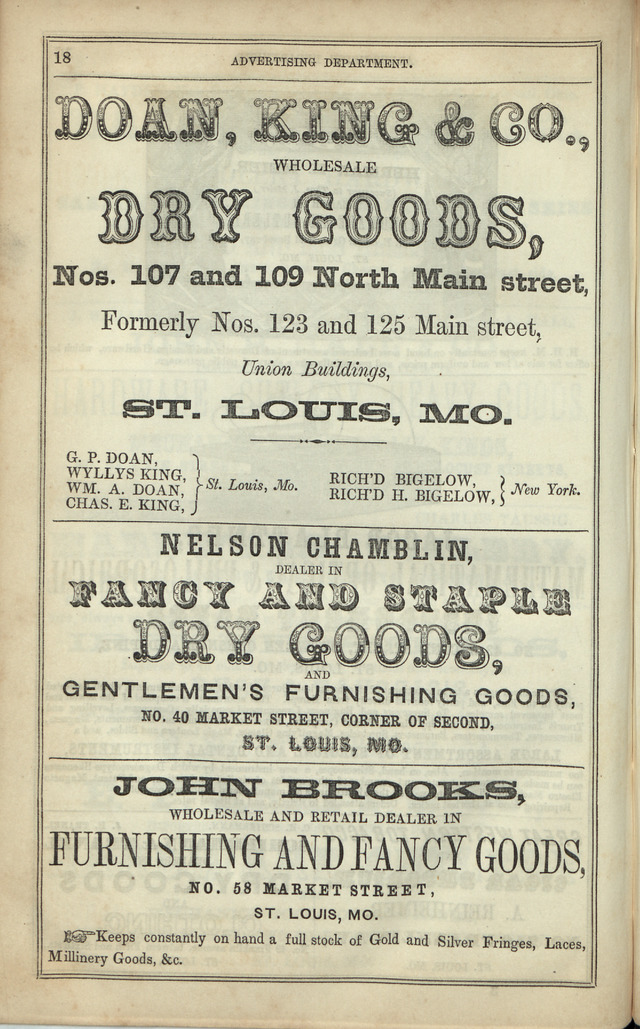 18
ADVERTISING DEPARTMENT.
DOAN, KING & CO.,
WHOLESALE
DRY GOODS,
Nos. 107 and 109 North Main street,
Formerly Nos. 123 and 125 Main street,
Union Buildings,
ST. LOUIS, MO.
G. P. DOAN,
WYLLYS KING,
WM. A. DOAN,
CHAS. E. KING,
St. Louis, Mo.
RICH'D BIGELOW,
RICH'D H. BIGELOW,
New York.
NELSON CHAMBLIN,
DEALER IN
FANCY AND STAPLE
DRY GOODS,
AND
GENTLEMEN'S FURNISHING GOODS,
NO. 40 MARKET STREET, CORNER OF SECOND,
ST. LOUIS, MO.
JOHN BROOKS,
WHOLESALE AND RETAIL DEALER IN
FURNISHING AND FANCY GOODS,
NO. 58 MARKET STREET,
ST. LOUIS, MO.
☞Keeps constantly on hand a full stock of Gold and Silver Fringes, Laces,
Millinery Goods, &c.